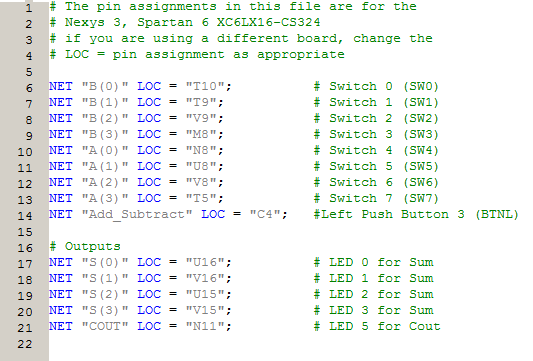 1 # The pin assignments in this file are for the
2 # Nexys 3, Spartan 6 XC6LX16-CS324
3 # if you are using a different board, change the
4 # LOC = pin assignment as appropriate
5
6 NET "B(0)" LOC = "T10"; # Switch 0 (SW0)
7 NET "B(1)" LOC = "T9"; # Switch 1 (SW1)
8 NET "B(2)" LOC = "V9"; # Switch 2 (SW2)
9 NET "B(3)" LOC = "M8"; # Switch 3 (SW3)
10 NET "A(0)" LOC = "N8"; # Switch 4 (SW4)
11 NET "A(1)" LOC = "U8"; # Switch 5 (SW5)
12 NET "A(2)" LOC = "V8"; # Switch 6 (SW6)
13 NET "A(3)" LOC = "T5"; # Switch 7 (SW7)
14 NET "Add_Subtract" LOC = "C4"; #Left Push Button 3 (BTNL)
15
16 # Outputs
17 NET "S(0)" LOC = "U16"; # LED 0 for Sum
18 NET "S(1)" LOC = "V16"; # LED 1 for Sum
19 NET "S(2)" LOC = "U15"; # LED 2 for Sum
20 NET "S(3)" LOC = "V15"; # LED 3 for Sum
21 NET "COUT" LOC = "N11"; # LED 5 for Cout
22